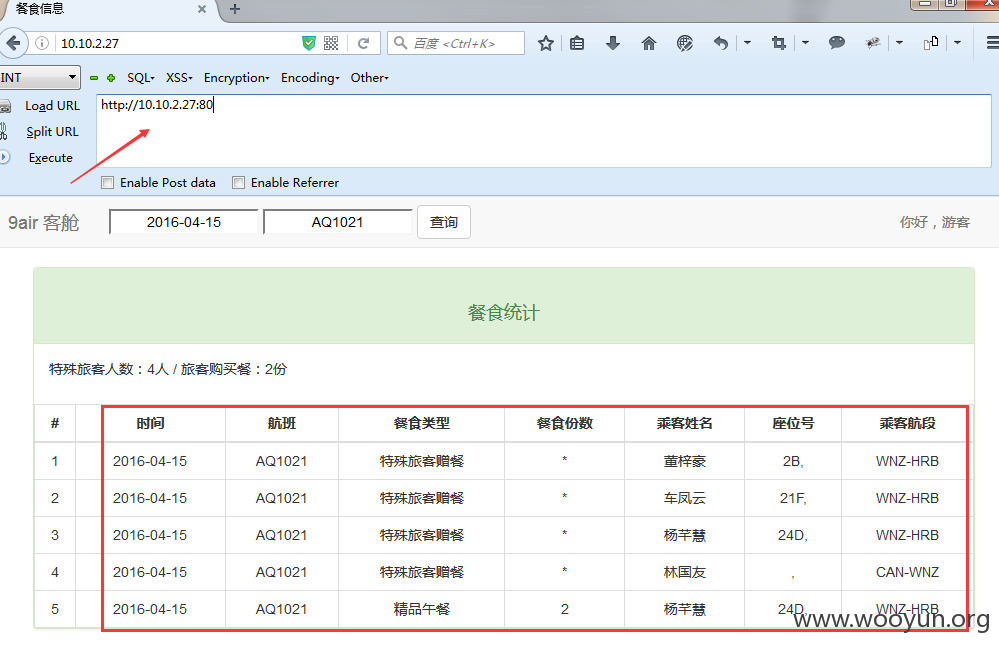 餐食信息
10.10.2.27
百度 <Ctrl+K>
INT SQL XSS Encryption Encoding Other
Load URL http://10.10.2.27:80
Split URL
Execute
Enable Post data Enable Referrer
9air 客舱 2016-04-15 AQ1021 查询 你好，游客
餐食统计
特殊旅客人数：4人 / 旅客购买餐：2份
# 时间 航班 餐食类型 餐食份数 乘客姓名 座位号 乘客航段
1 2016-04-15 AQ1021 特殊旅客赠餐 * 董梓豪 2B, WNZ-HRB
2 2016-04-15 AQ1021 特殊旅客赠餐 * 车凤云 21F, WNZ-HRB
3 2016-04-15 AQ1021 特殊旅客赠餐 * 杨芊慧 24D, WNZ-HRB
4 2016-04-15 AQ1021 特殊旅客赠餐 * 林国友 , CAN-WNZ
5 2016-04-15 AQ1021 精品午餐 2 杨芊慧 24D, WNZ-HRB
www.wooyun.org